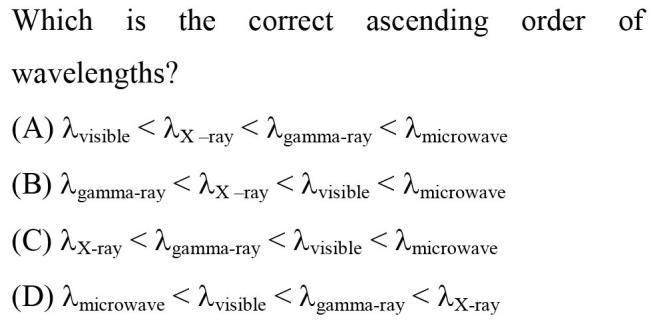 Which is the correct ascending order of
wavelengths?
(A) λvisible < λX–ray < λgamma-ray < λmicrowave
(B) λgamma-ray < λX–ray < λvisible < λmicrowave
(C) λX-ray < λgamma-ray < λvisible < λmicrowave
(D) λmicrowave < λvisible < λgamma-ray < λX-ray